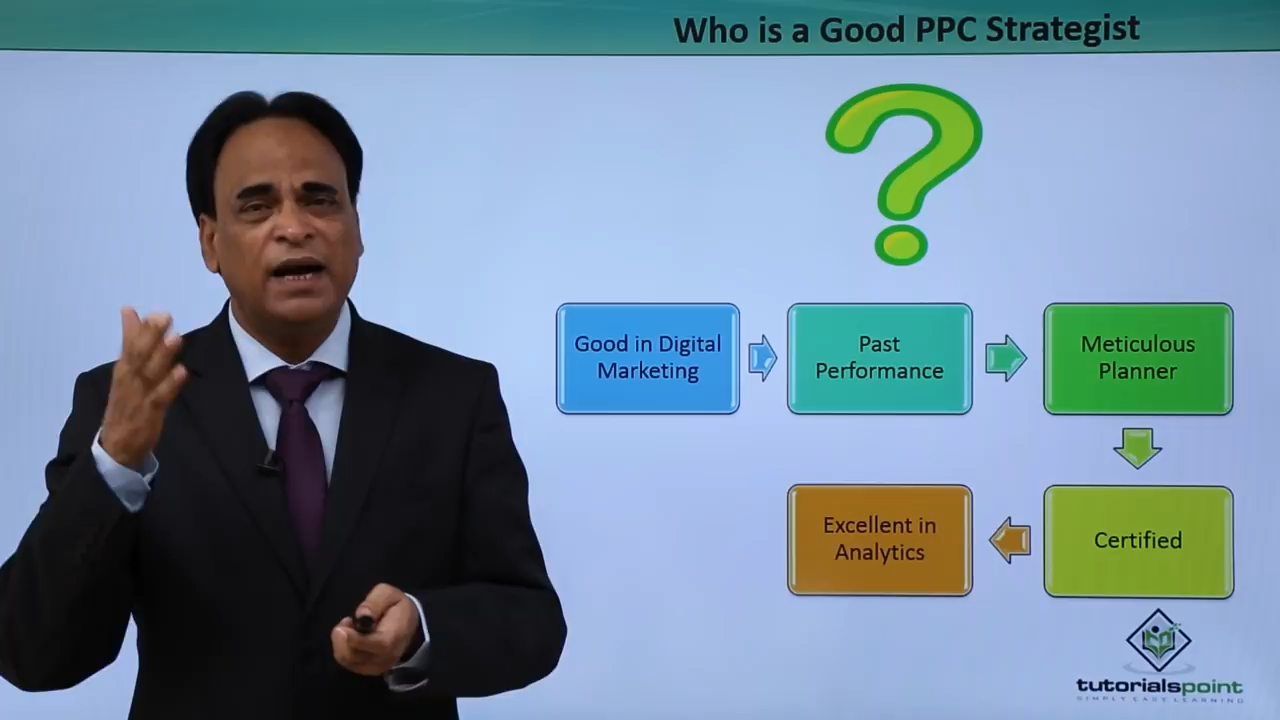 Who is a Good PPC Strategist
Good in Digital
Marketing
Past
Performance
Meticulous
Planner
Certified
Excellent in
Analytics
tutorialspoint
SIMPLY EASY LEARNING